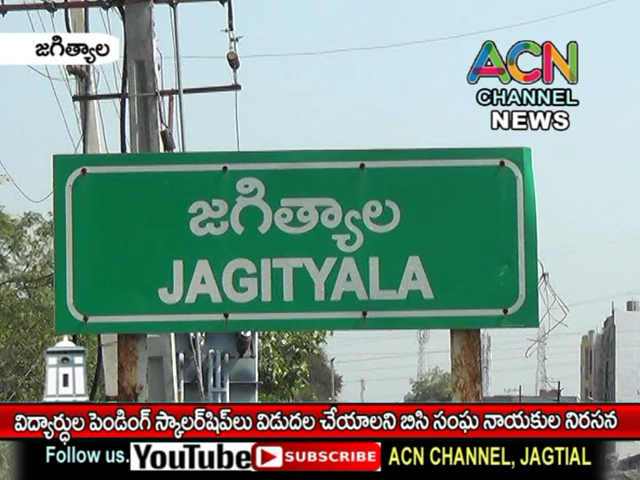 జగిత్యాల
ACN
CHANNEL
NEWS
జగిత్యాల
JAGITYALA
విద్యార్ధుల పెండింగ్ స్కాలర్‌షిప్‌లు విడుదల చేయాలని బిసి సంఘ నాయకుల నిరసన
Follow us. YouTube SUBSCRIBE ACN CHANNEL, JAGTIAL